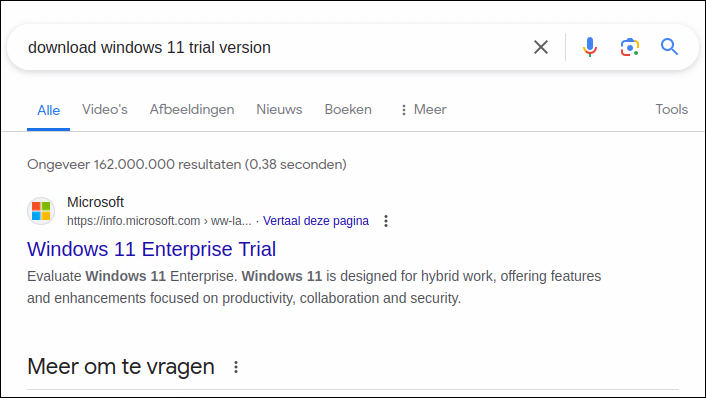 download windows 11 trial version
Alle Video's Afbeeldingen Nieuws Boeken Meer Tools
Ongeveer 162.000.000 resultaten (0,38 seconden)
Microsoft
https://info.microsoft.com › ww-la... · Vertaal deze pagina
Windows 11 Enterprise Trial
Evaluate Windows 11 Enterprise. Windows 11 is designed for hybrid work, offering features
and enhancements focused on productivity, collaboration and security.
Meer om te vragen